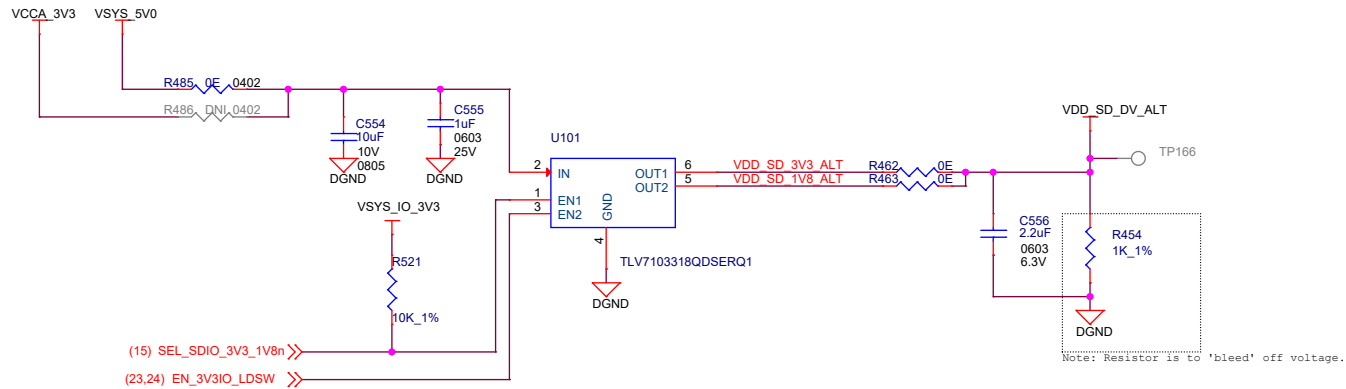 VCCA_3V3 VSYS_5V0
R485 0E 0402
R486 DNI 0402
C554
10uF
10V
0805
DGND
C555
1uF
0603
25V
DGND
U101
2 IN
1 EN1
3 EN2
GND
4
OUT1 6
OUT2 5
TLV7103318QDSERQ1
DGND
VDD_SD_3V3_ALT R462 0E
VDD_SD_1V8_ALT R463 0E
VDD_SD_DV_ALT
TP166
C556
2.2uF
0603
6.3V
R454
1K_1%
DGND
Note: Resistor is to 'bleed' off voltage.
VSYS_IO_3V3
R521
10K_1%
(15) SEL_SDIO_3V3_1V8n
(23,24) EN_3V3IO_LDSW